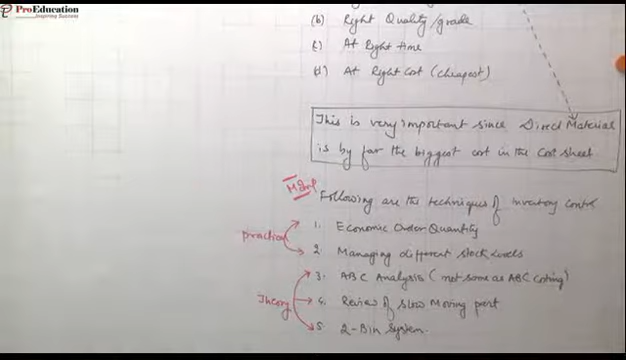 ProEducation
Inspiring Success
(b) Right Quality/grade
(c) At Right time
(d) At Right Cost (cheapest)
This is very important since Direct Material
is by far the biggest cost in the Cost sheet
M.Imp
Following are the techniques of inventory control
1. Economic Order Quantity
Practical
2. Managing different stock levels
3. ABC Analysis (not same as ABC Costing)
Theory
4. Review of Slow Moving part
5. 2-Bin System.